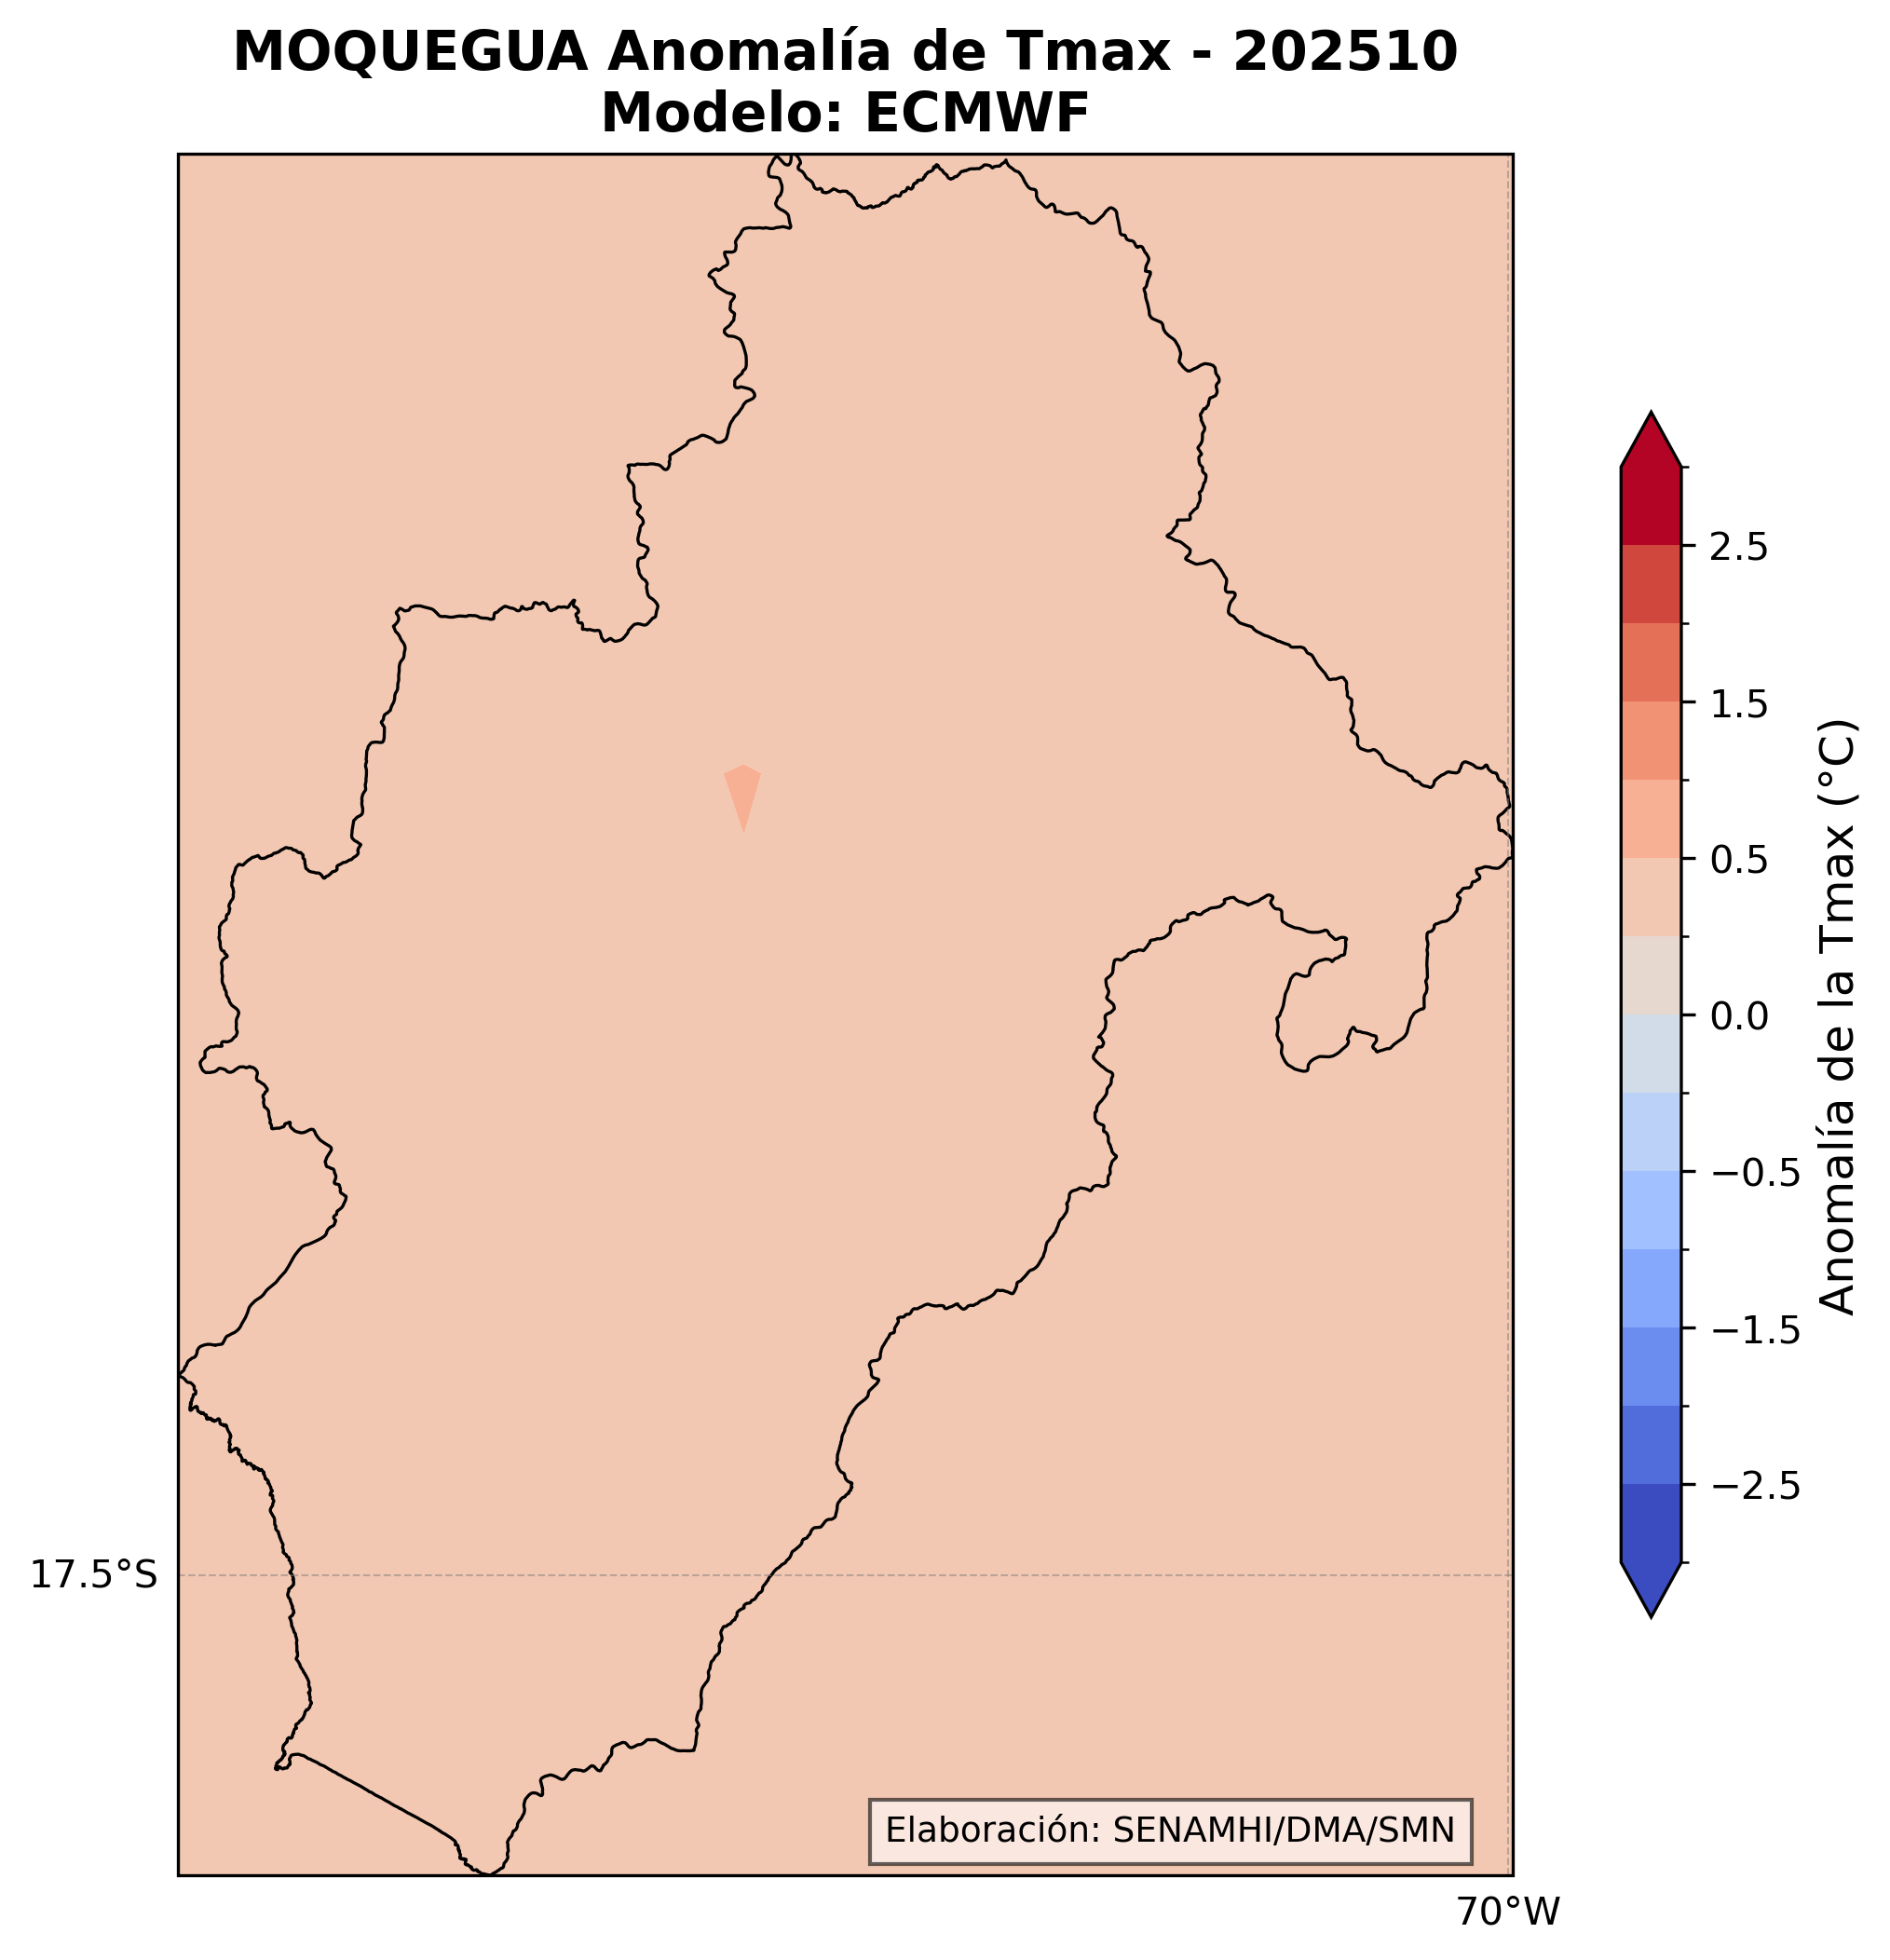 MOQUEGUA Anomalía de Tmax - 202510
Modelo: ECMWF
2.5
1.5
0.5
0.0
−0.5
−1.5
−2.5
Anomalía de la Tmax (°C)
17.5°S
Elaboración: SENAMHI/DMA/SMN
70°W